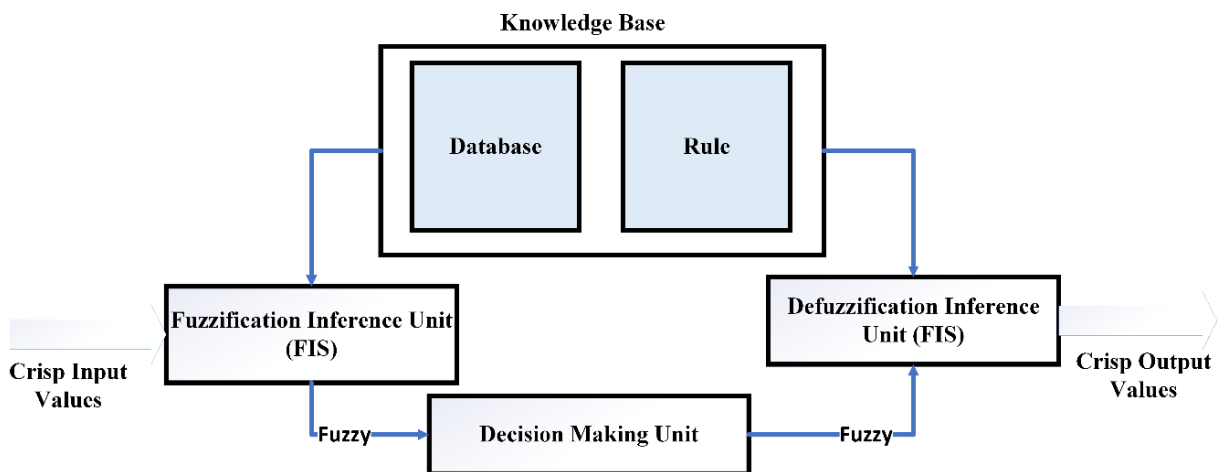 Knowledge Base
Database
Rule
Fuzzification Inference Unit
(FIS)
Defuzzification Inference
Unit (FIS)
Crisp Input
Values
Crisp Output
Values
Fuzzy
Decision Making Unit
Fuzzy